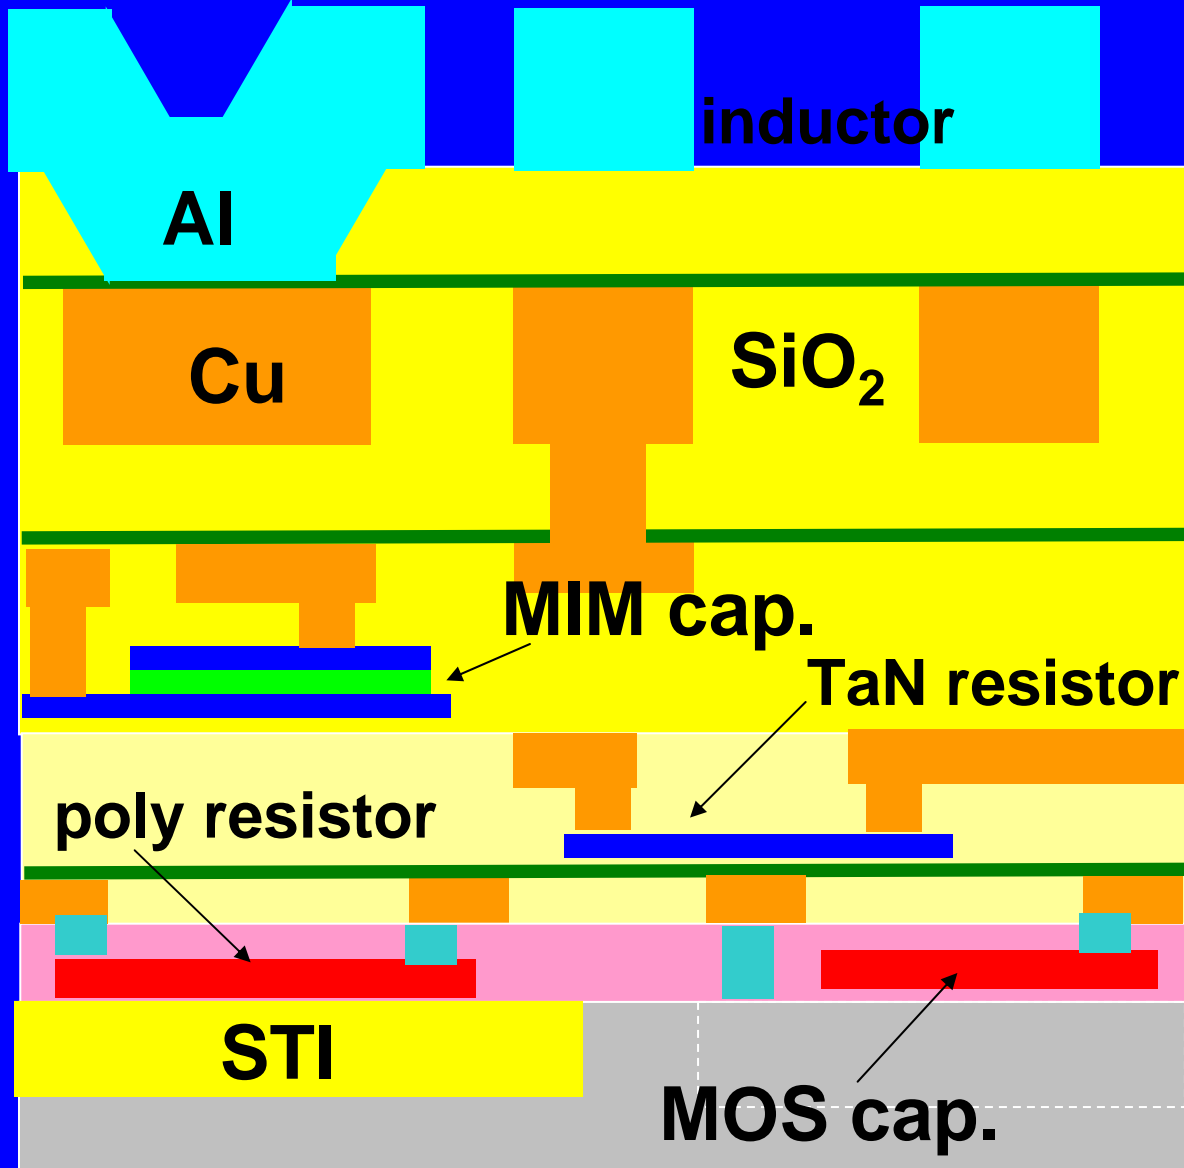 inductor
Al
Cu
SiO₂
MIM cap.
TaN resistor
poly resistor
STI
MOS cap.